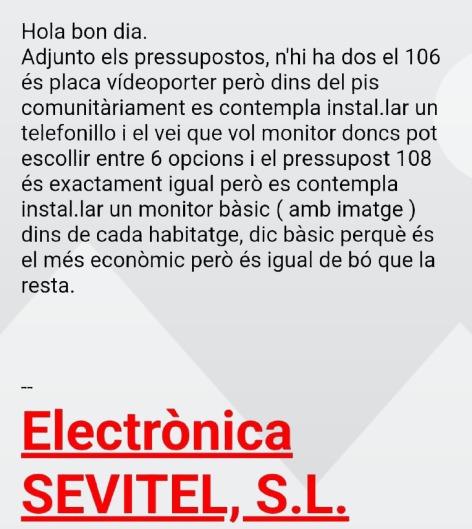 Hola bon dia.
Adjunto els pressupostos, n'hi ha dos el 106
és placa vídeoporter però dins del pis
comunitàriament es contempla instal.lar un
telefonillo i el vei que vol monitor doncs pot
escollir entre 6 opcions i el pressupost 108
és exactament igual però es contempla
instal.lar un monitor bàsic ( amb imatge )
dins de cada habitatge, dic bàsic perquè és
el més econòmic però és igual de bó que la
resta.
--
Electrònica
SEVITEL, S.L.